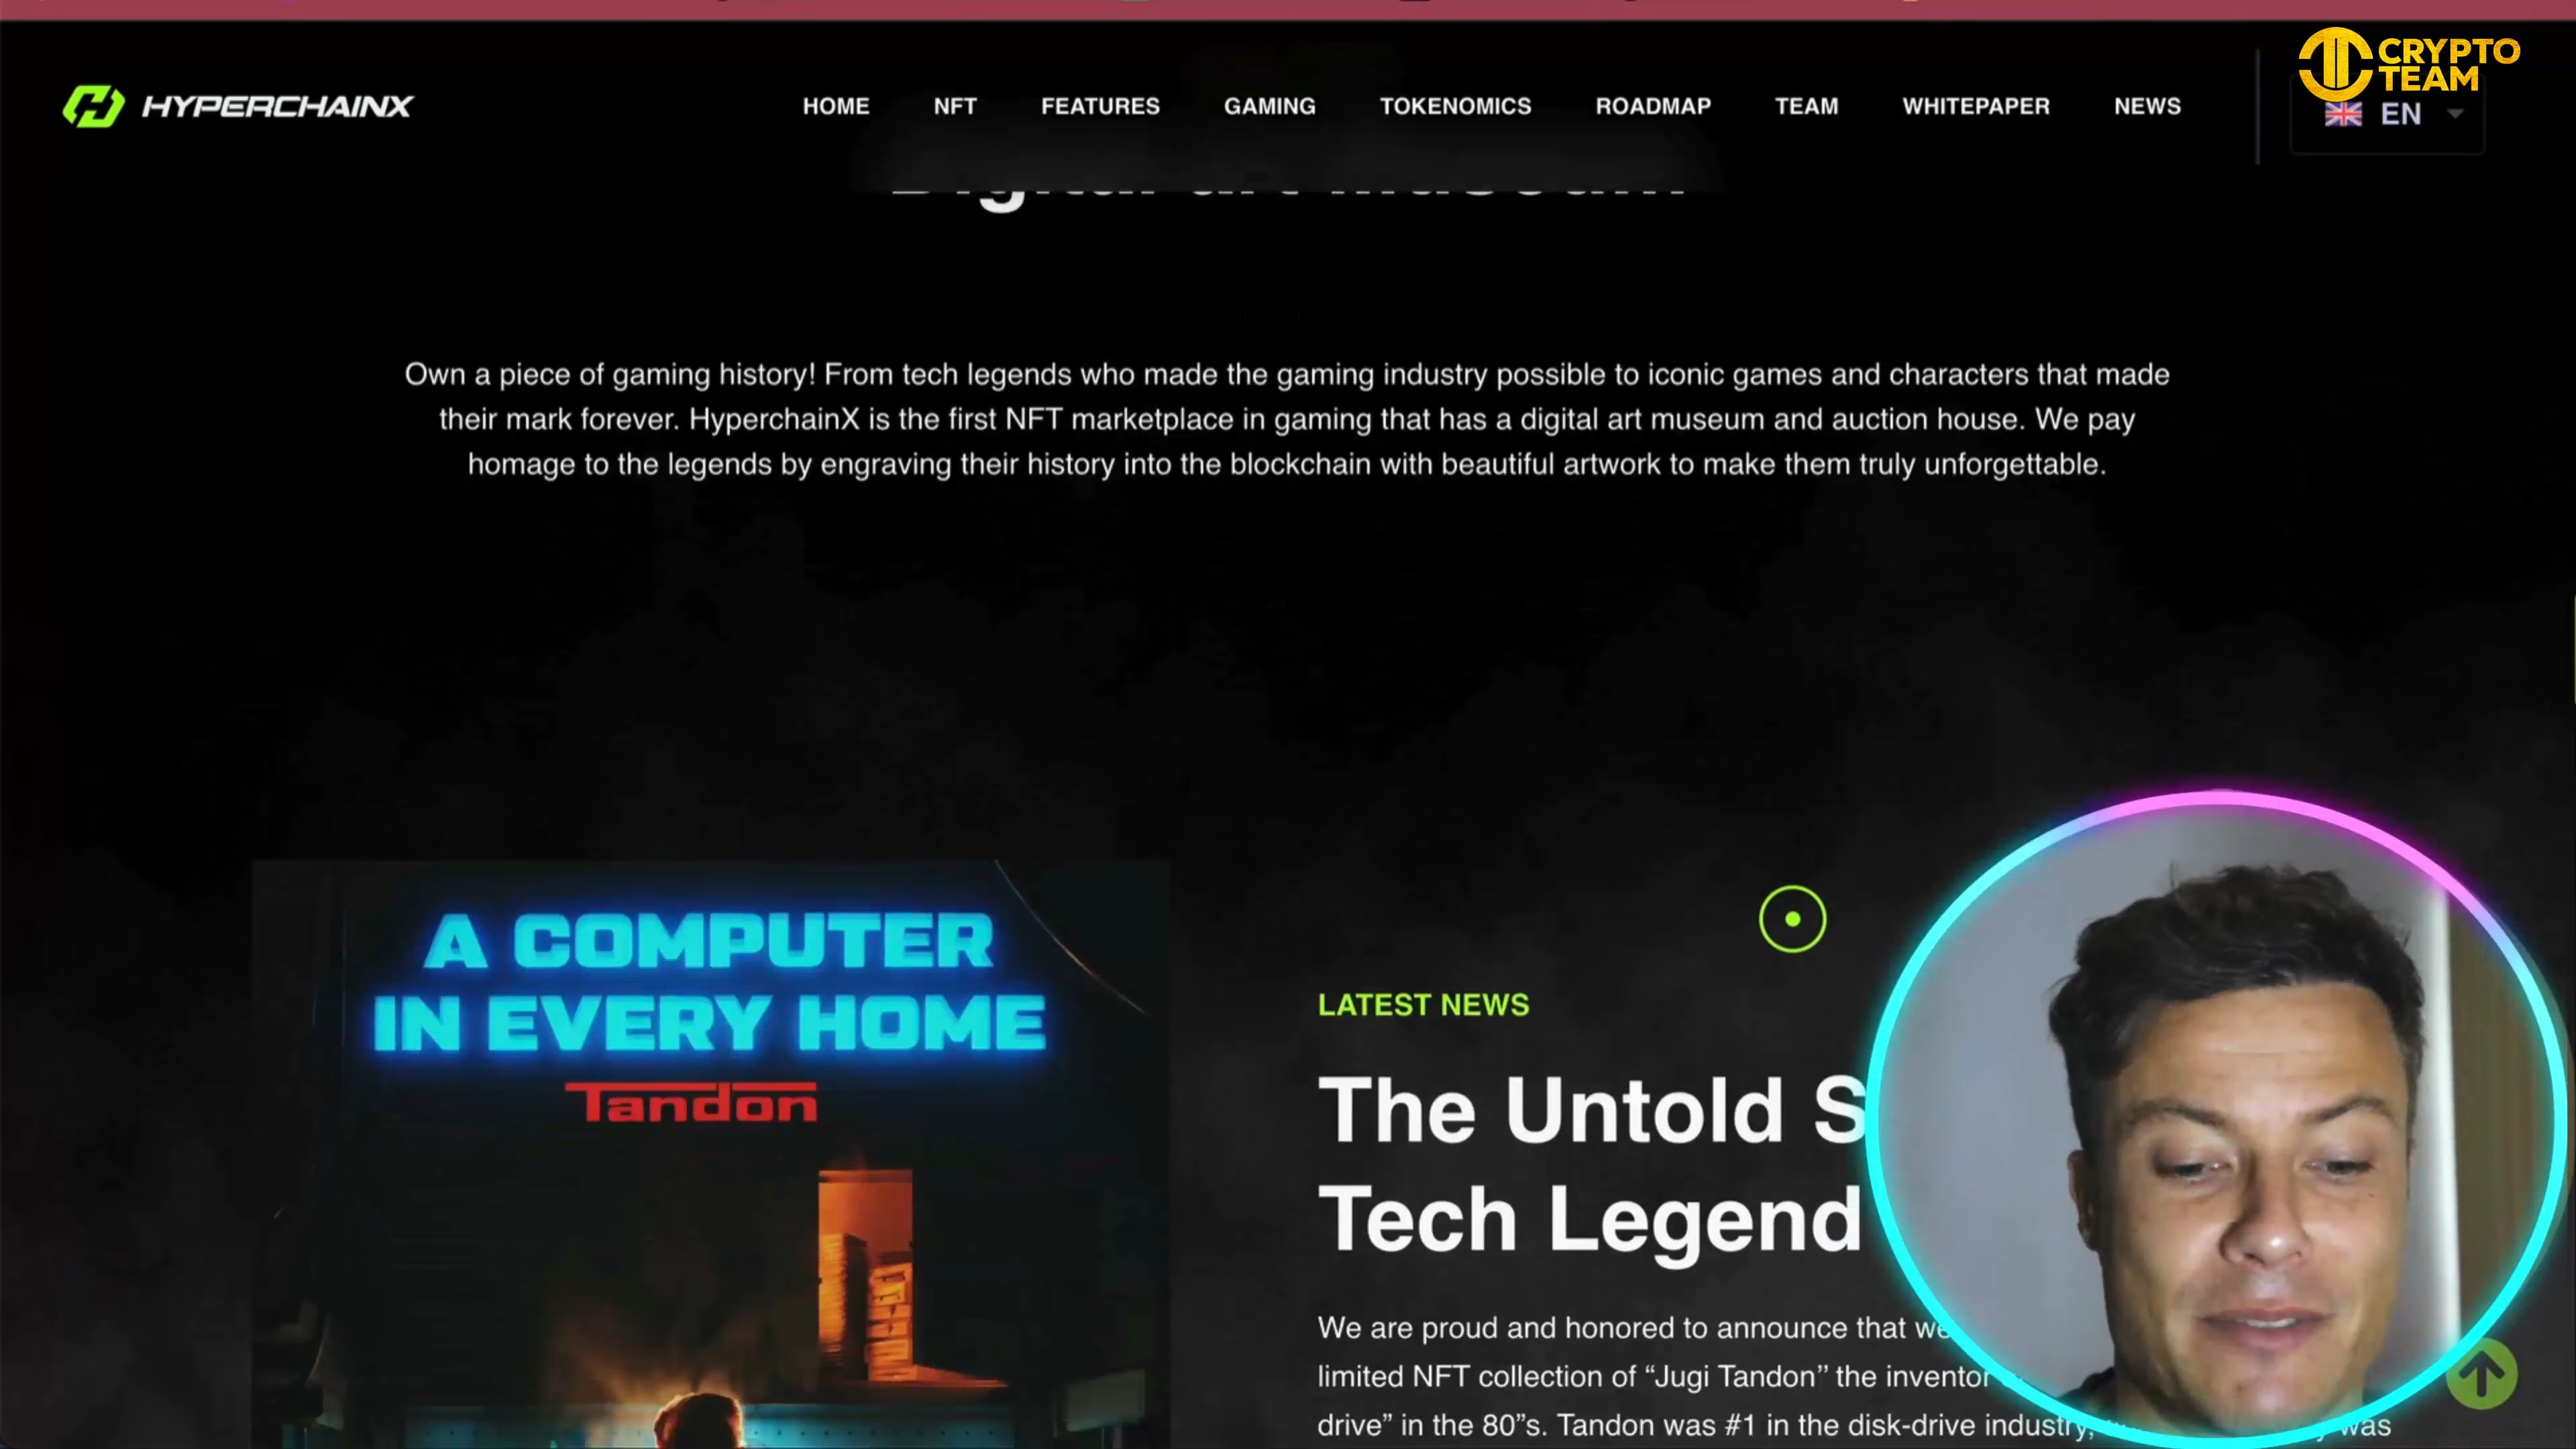 CRYPTO
TEAM
HYPERCHAINX
HOME NFT FEATURES GAMING TOKENOMICS ROADMAP TEAM WHITEPAPER NEWS
EN
Digital art museum
Own a piece of gaming history! From tech legends who made the gaming industry possible to iconic games and characters that made
their mark forever. HyperchainX is the first NFT marketplace in gaming that has a digital art museum and auction house. We pay
homage to the legends by engraving their history into the blockchain with beautiful artwork to make them truly unforgettable.
A COMPUTER
IN EVERY HOME
Tandon
LATEST NEWS
The Untold
Tech Legend
We are proud and honored to announce that we
limited NFT collection of “Jugi Tandon” the inventor
drive” in the 80”s. Tandon was #1 in the disk-drive industry, was